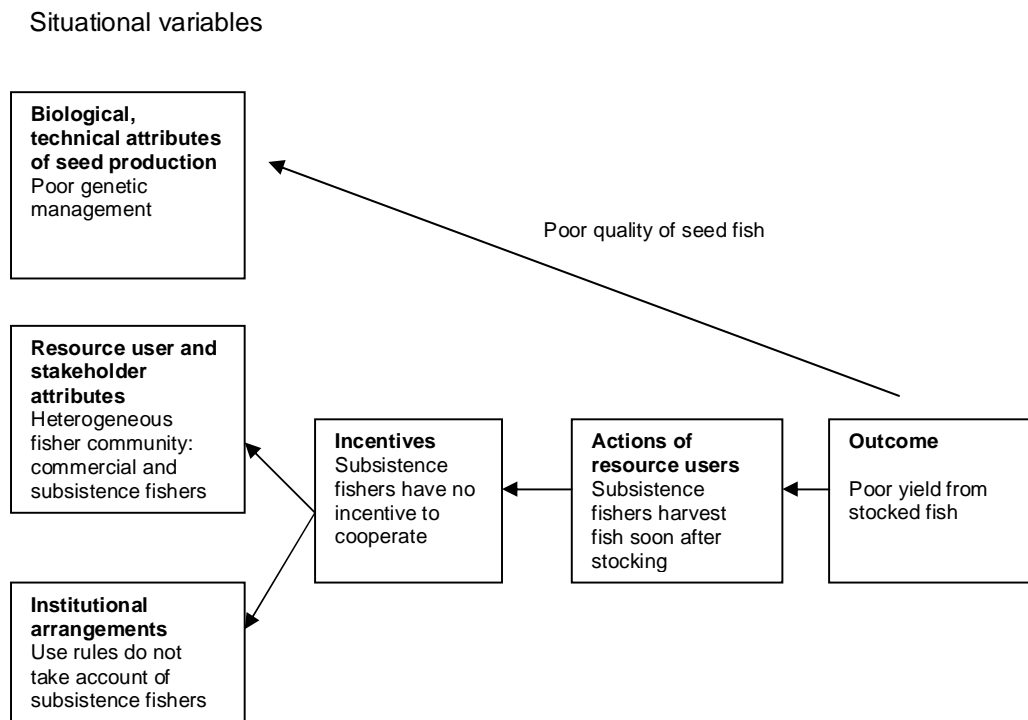 Situational variables
Biological,
technical attributes
of seed production
Poor genetic
management
Poor quality of seed fish
Resource user and
stakeholder
attributes
Heterogeneous
fisher community:
commercial and
subsistence fishers
Incentives
Subsistence
fishers have no
incentive to
cooperate
Actions of
resource users
Subsistence
fishers harvest
fish soon after
stocking
Outcome
Poor yield from
stocked fish
Institutional
arrangements
Use rules do not
take account of
subsistence fishers